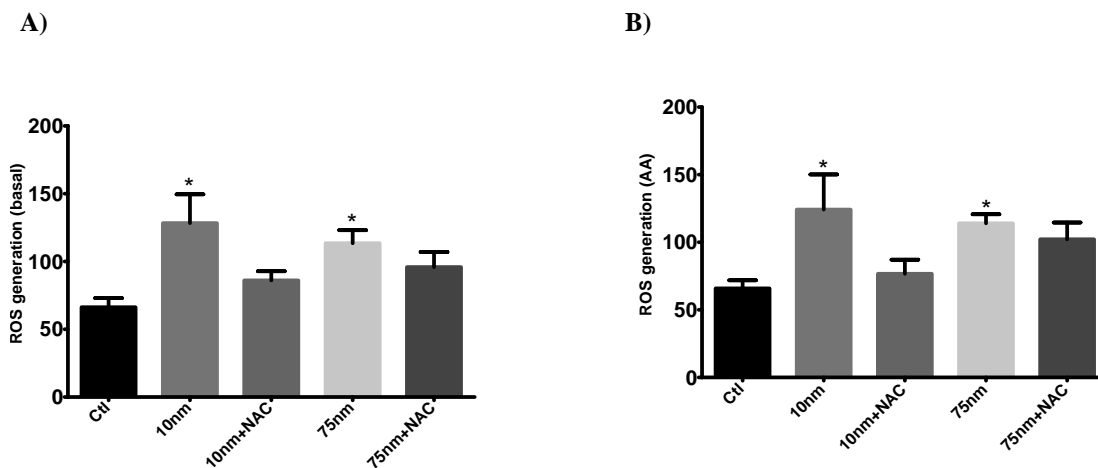 A)
ROS generation (basal)
200
150
100
50
0
*
*
Ctl
10nm
10nm+NAC
75nm
75nm+NAC
B)
ROS generation (AA)
200
150
100
50
0
*
*
Ctl
10nm
10nm+NAC
75nm
75nm+NAC